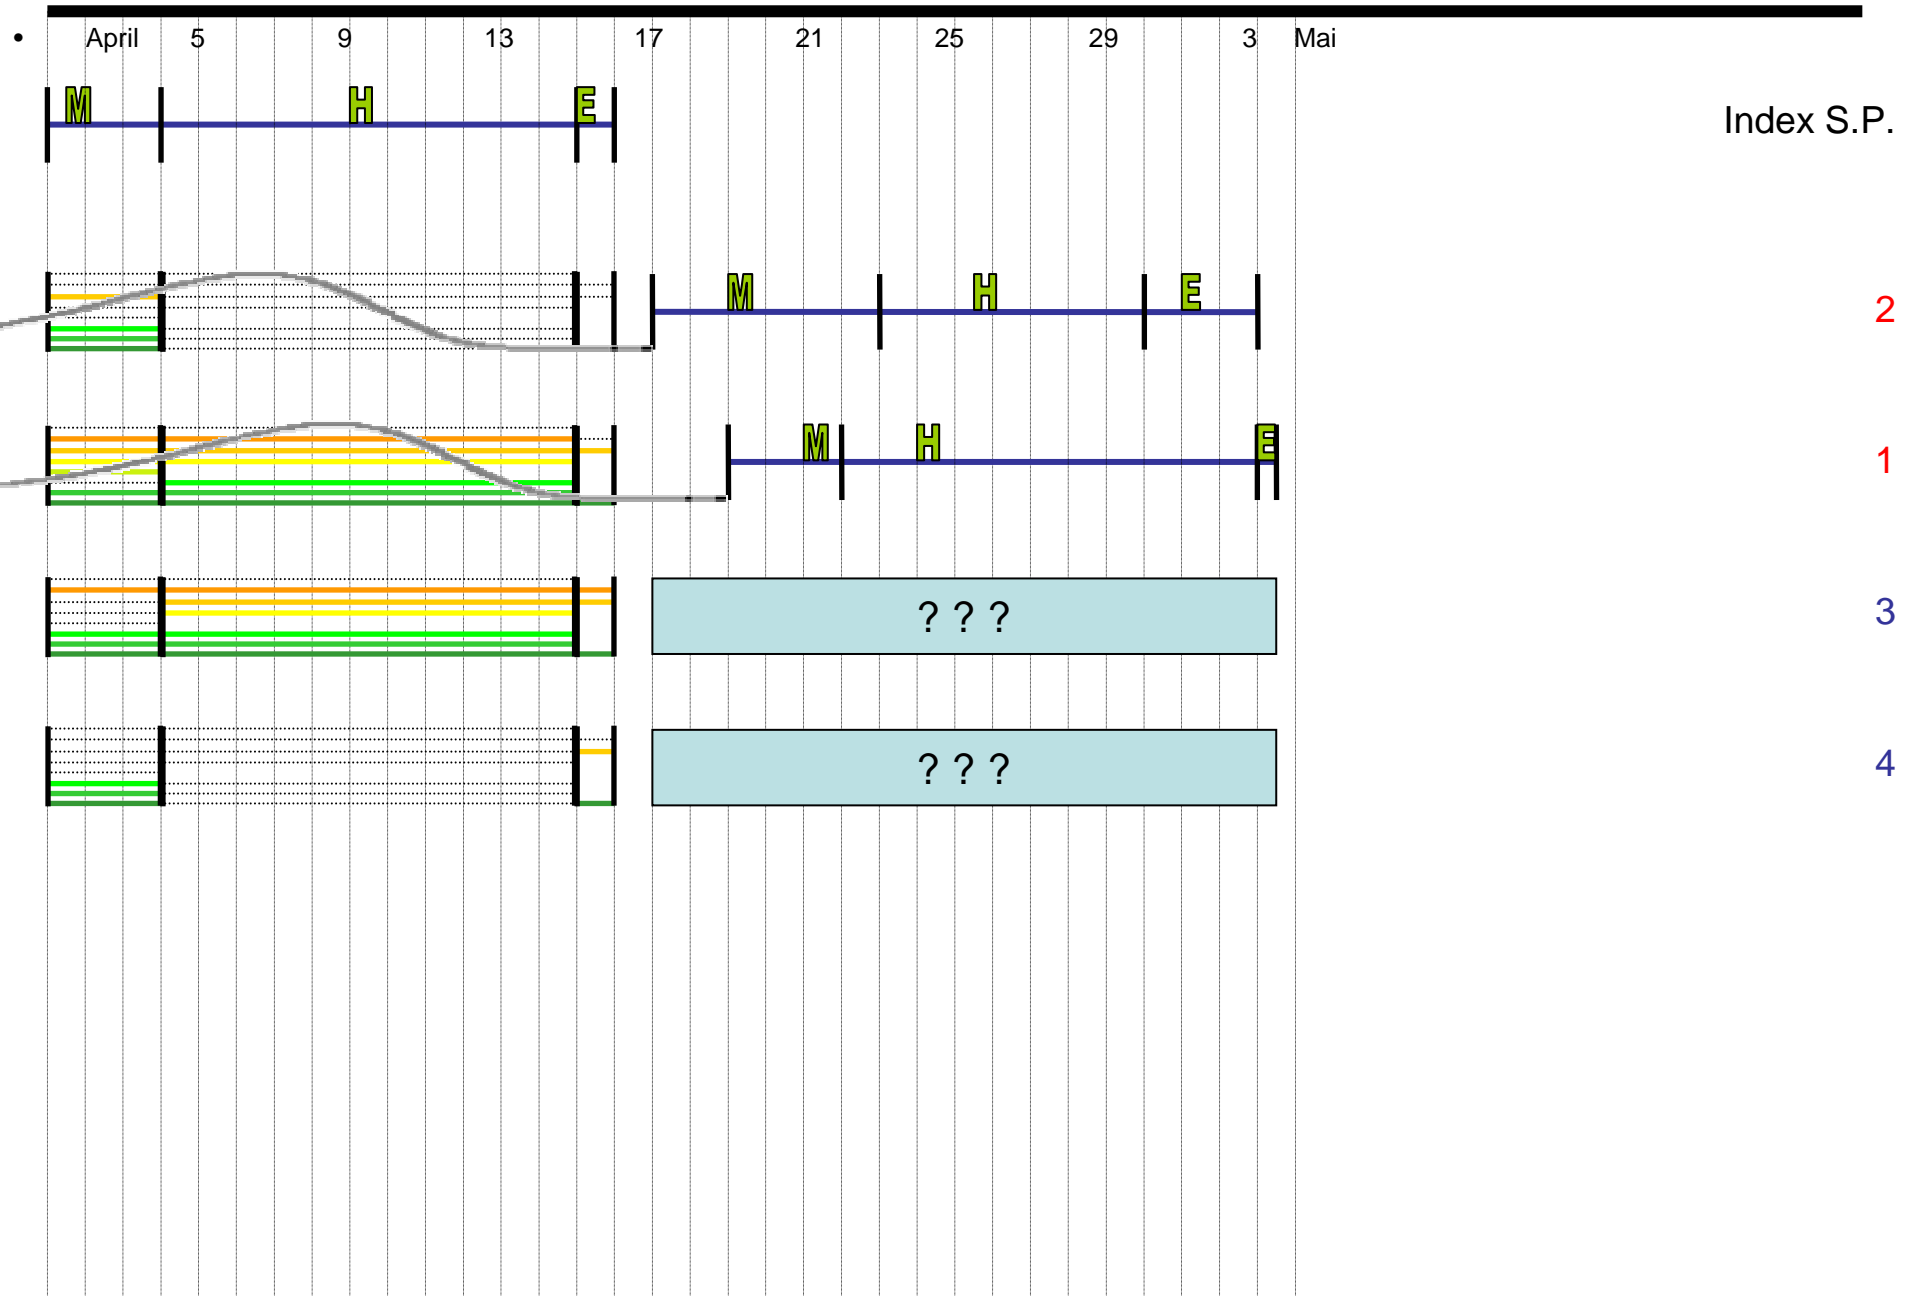 • April 5 9 13 17 21 25 29 3 Mai
M H E
Index S.P.
M H E 2
M H E 1
? ? ? 3
? ? ? 4